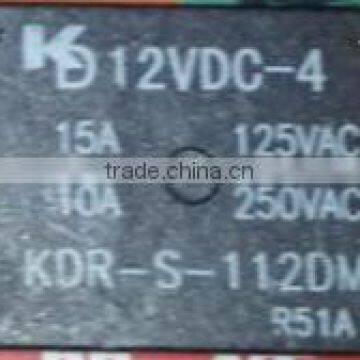 K D12VDC-4
15A 125VAC
trade.china.cn
10A 250VAC
KDR-S-112DM
R51A